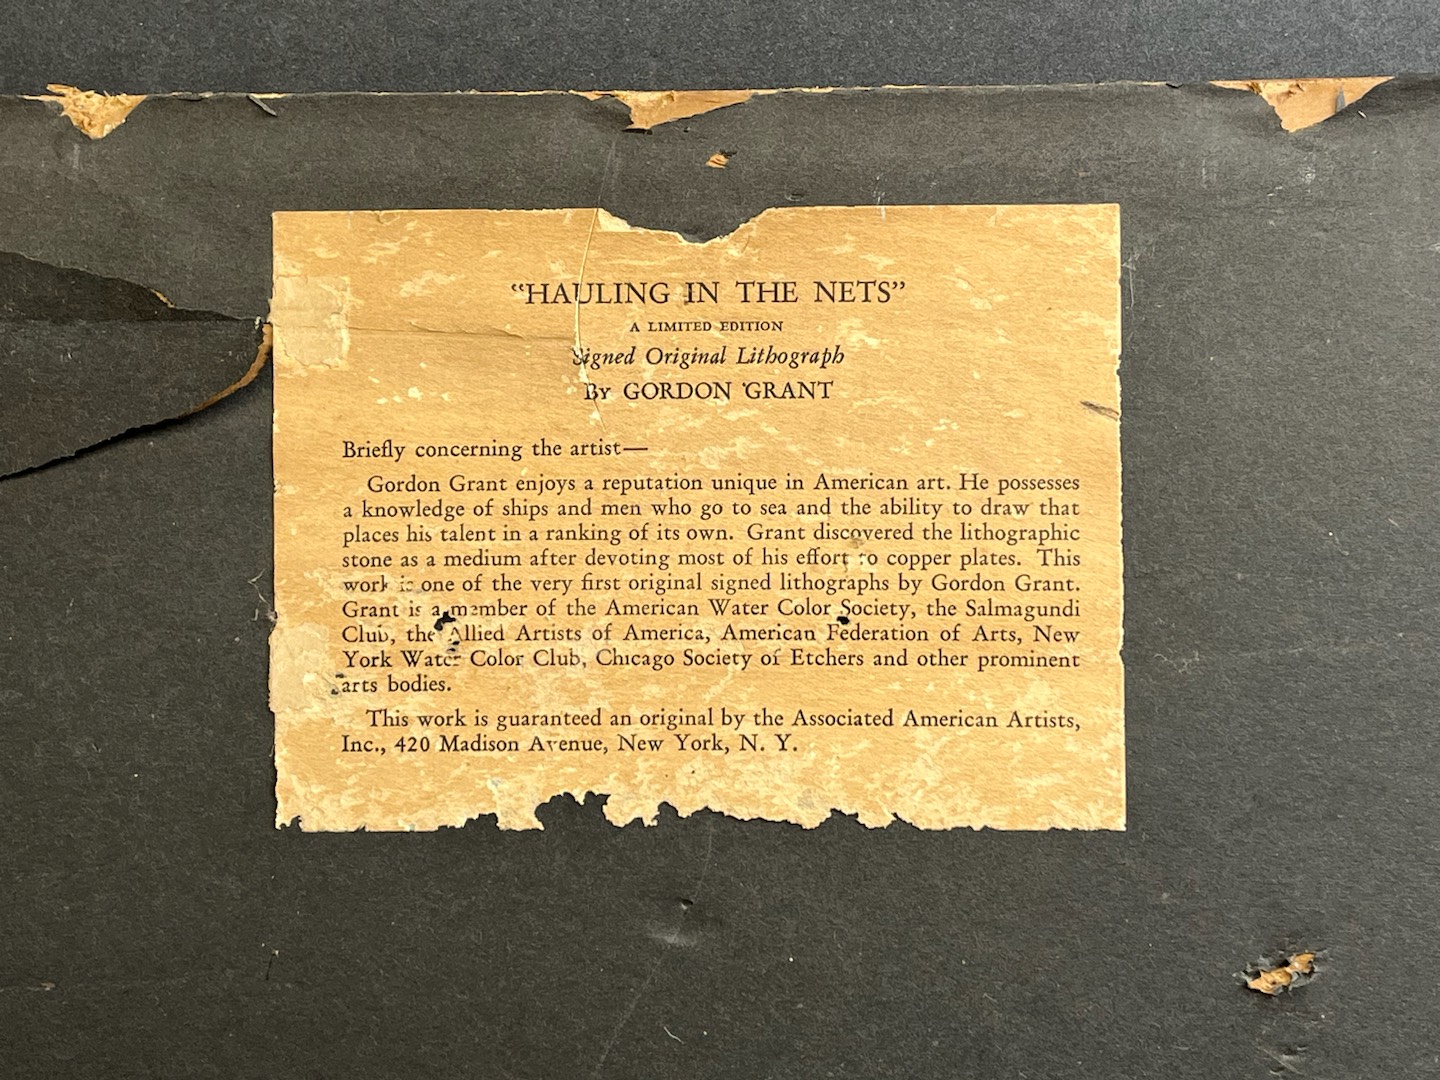 “HAULING IN THE NETS”
A LIMITED EDITION
Signed Original Lithograph
By GORDON GRANT
Briefly concerning the artist—
Gordon Grant enjoys a reputation unique in American art. He possesses
a knowledge of ships and men who go to sea and the ability to draw that
places his talent in a ranking of its own. Grant discovered the lithographic
stone as a medium after devoting most of his effort to copper plates. This
work is one of the very first original signed lithographs by Gordon Grant.
Grant is a member of the American Water Color Society, the Salmagundi
Club, the Allied Artists of America, American Federation of Arts, New
York Water Color Club, Chicago Society of Etchers and other prominent
arts bodies.
This work is guaranteed an original by the Associated American Artists,
Inc., 420 Madison Avenue, New York, N. Y.